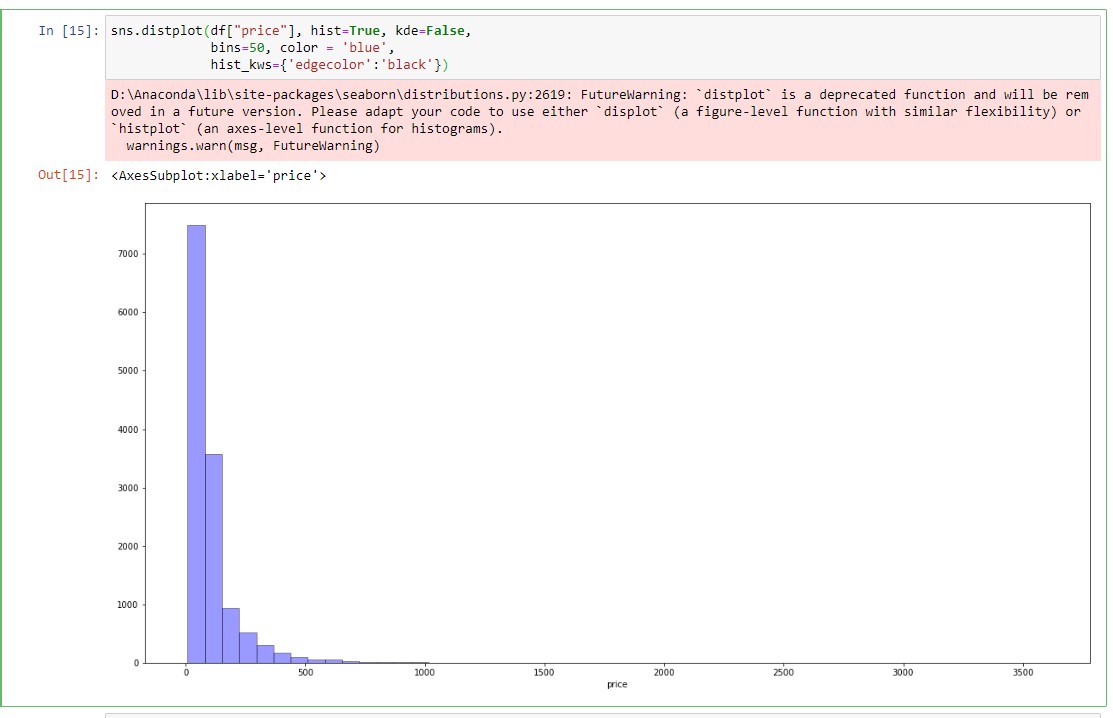 In [15]: sns.distplot(df["price"], hist=True, kde=False,
bins=50, color = 'blue',
hist_kws={'edgecolor':'black'})
D:\Anaconda\lib\site-packages\seaborn\distributions.py:2619: FutureWarning: `distplot` is a deprecated function and will be rem
oved in a future version. Please adapt your code to use either `displot` (a figure-level function with similar flexibility) or
`histplot` (an axes-level function for histograms).
warnings.warn(msg, FutureWarning)
Out[15]: <AxesSubplot:xlabel='price'>
7000
6000
5000
4000
3000
2000
1000
0
0 500 1000 1500 2000 2500 3000 3500
price